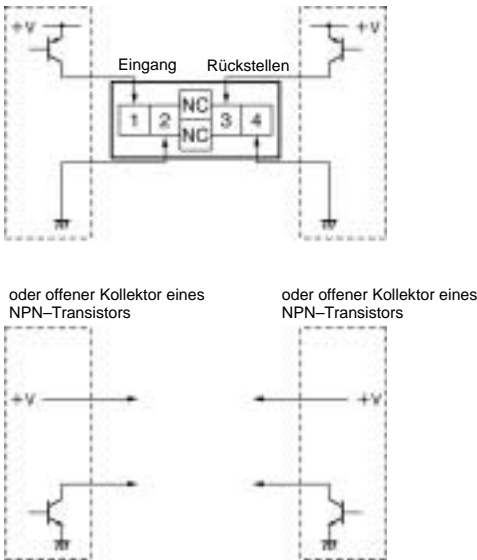 +V
+V
Eingang
Rückstellen
1 2 NC NC 3 4
oder offener Kollektor eines
NPN–Transistors
oder offener Kollektor eines
NPN–Transistors
+V
+V